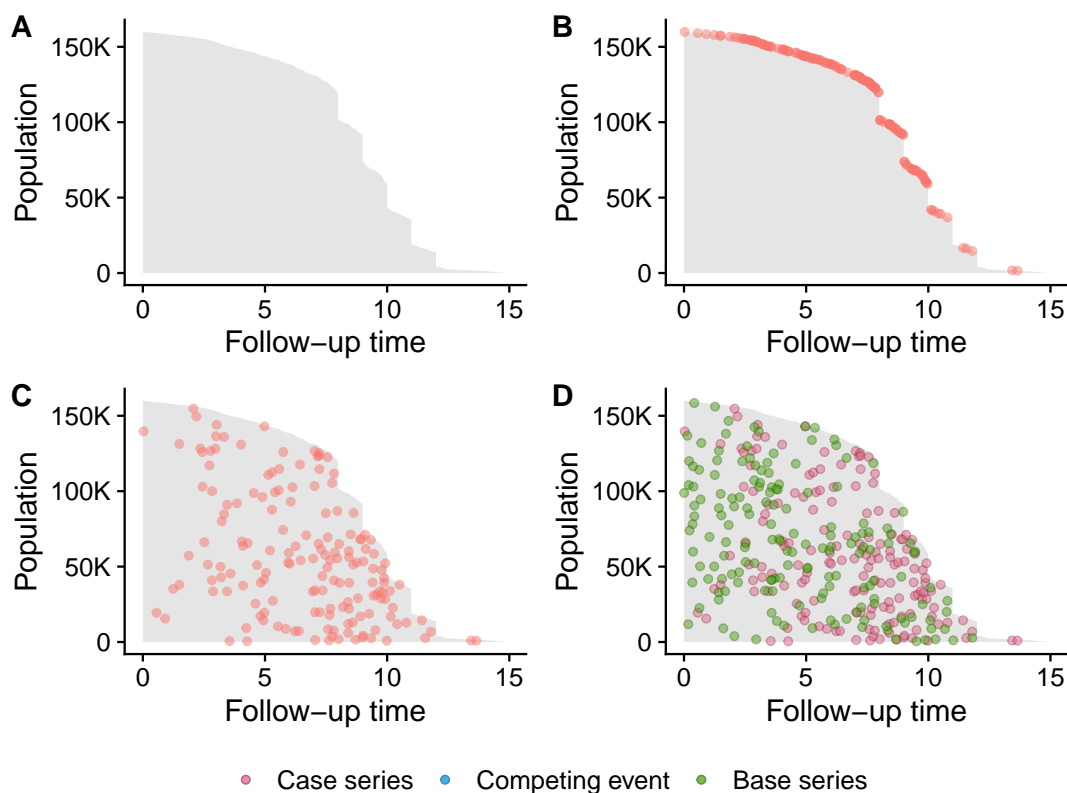 A
Population
150K
100K
50K
0
0 5 10 15
Follow−up time
B
Population
150K
100K
50K
0
0 5 10 15
Follow−up time
C
Population
150K
100K
50K
0
0 5 10 15
Follow−up time
D
Population
150K
100K
50K
0
0 5 10 15
Follow−up time
Case series Competing event Base series